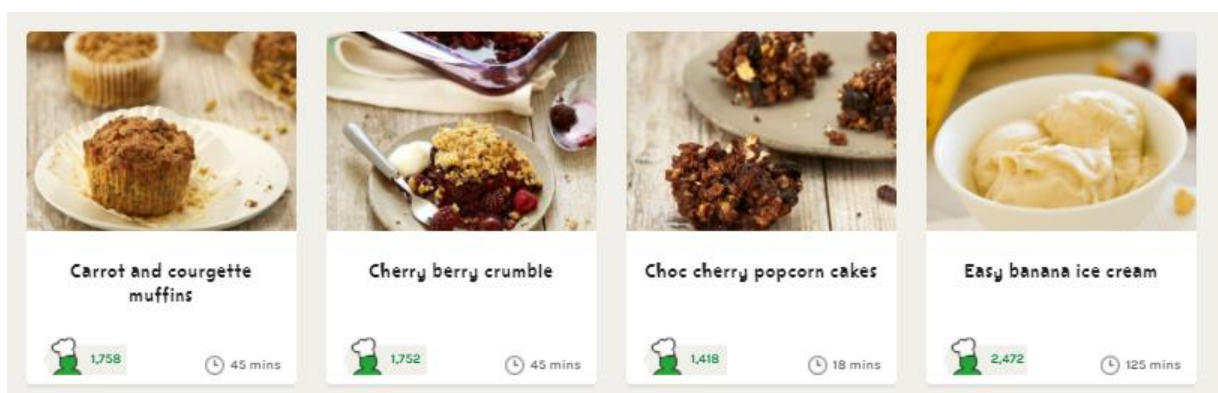 Carrot and courgette
muffins
1,758
45 mins
Cherry berry crumble
1,752
45 mins
Choc cherry popcorn cakes
1,418
18 mins
Easy banana ice cream
2,472
125 mins